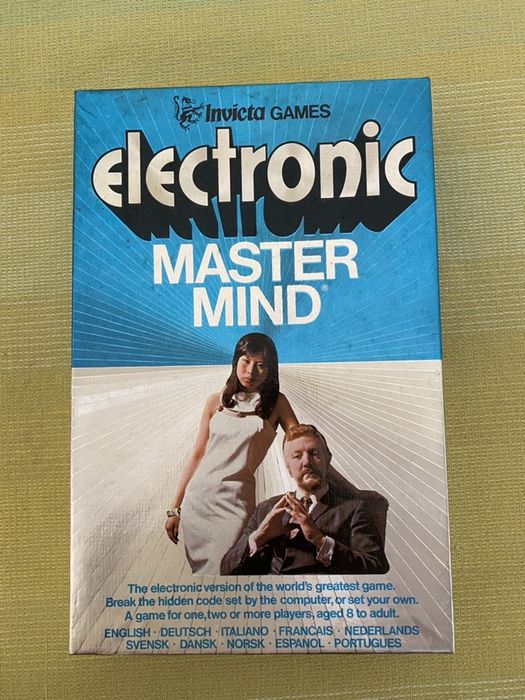 Invicta GAMES
electronic
MASTER
MIND®
The electronic version of the world's greatest game.
Break the hidden code set by the computer, or set your own.
A game for one, two or more players, aged 8 to adult.
ENGLISH · DEUTSCH · ITALIANO · FRANCAIS · NEDERLANDS
SVENSK · DANSK · NORSK · ESPANOL · PORTUGUES